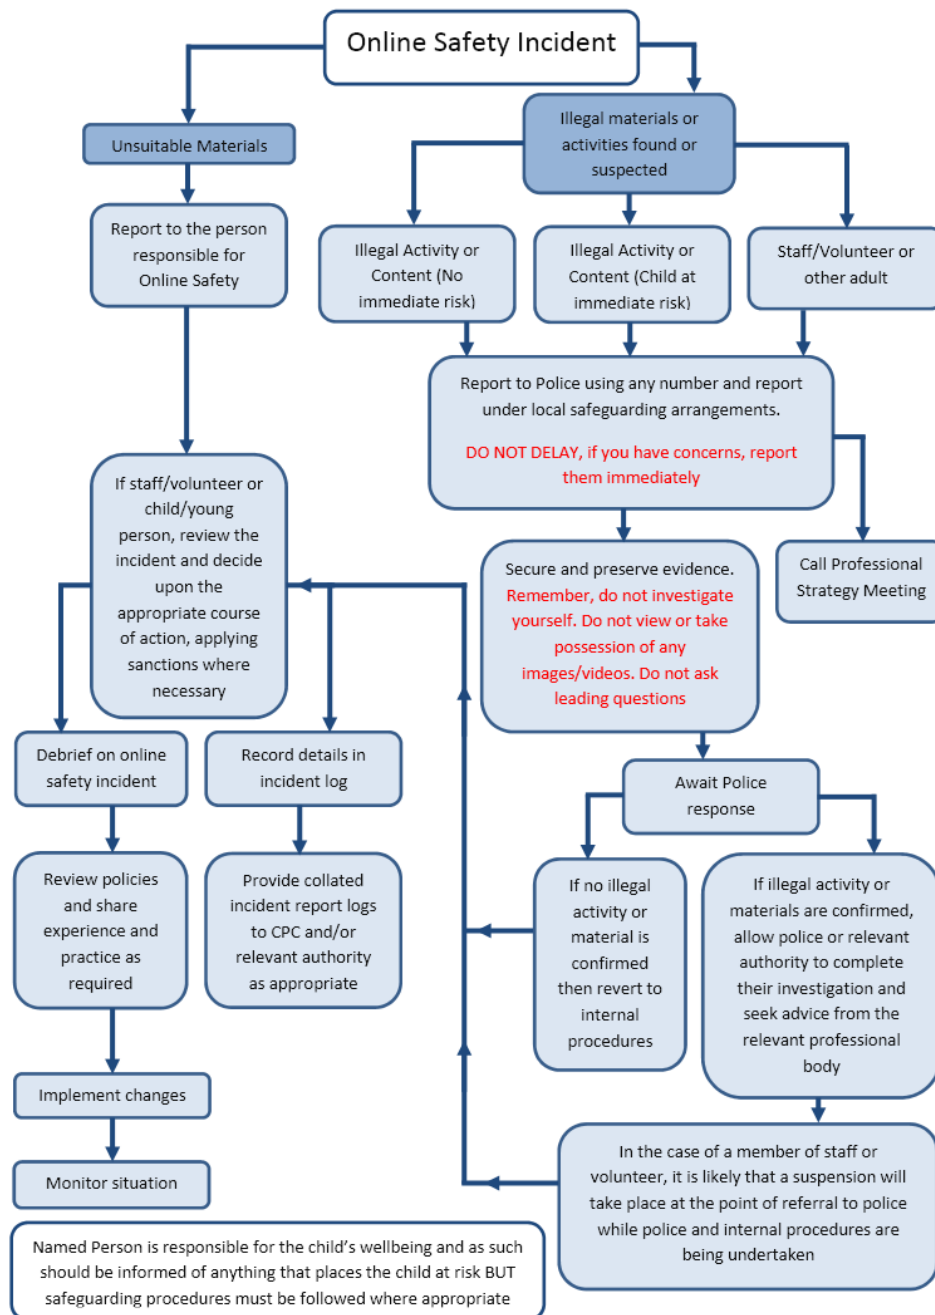 Online Safety Incident
Unsuitable Materials
Illegal materials or
activities found or
suspected
Report to the person
responsible for
Online Safety
Illegal Activity or
Content (No
immediate risk)
Illegal Activity or
Content (Child at
immediate risk)
Staff/Volunteer or
other adult
Report to Police using any number and report
under local safeguarding arrangements.
DO NOT DELAY, if you have concerns, report
them immediately
If staff/volunteer or
child/young
person, review the
incident and decide
upon the
appropriate course
of action, applying
sanctions where
necessary
Secure and preserve evidence.
Remember, do not investigate
yourself. Do not view or take
possession of any
images/videos. Do not ask
leading questions
Call Professional
Strategy Meeting
Debrief on online
safety incident
Record details in
incident log
Await Police
response
Review policies
and share
experience and
practice as
required
Provide collated
incident report logs
to CPC and/or
relevant authority
as appropriate
If no illegal
activity or
material is
confirmed
then revert to
internal
procedures
If illegal activity or
materials are confirmed,
allow police or relevant
authority to complete
their investigation and
seek advice from the
relevant professional
body
Implement changes
Monitor situation
In the case of a member of staff or
volunteer, it is likely that a suspension will
take place at the point of referral to police
while police and internal procedures are
being undertaken
Named Person is responsible for the child's wellbeing and as such
should be informed of anything that places the child at risk BUT
safeguarding procedures must be followed where appropriate